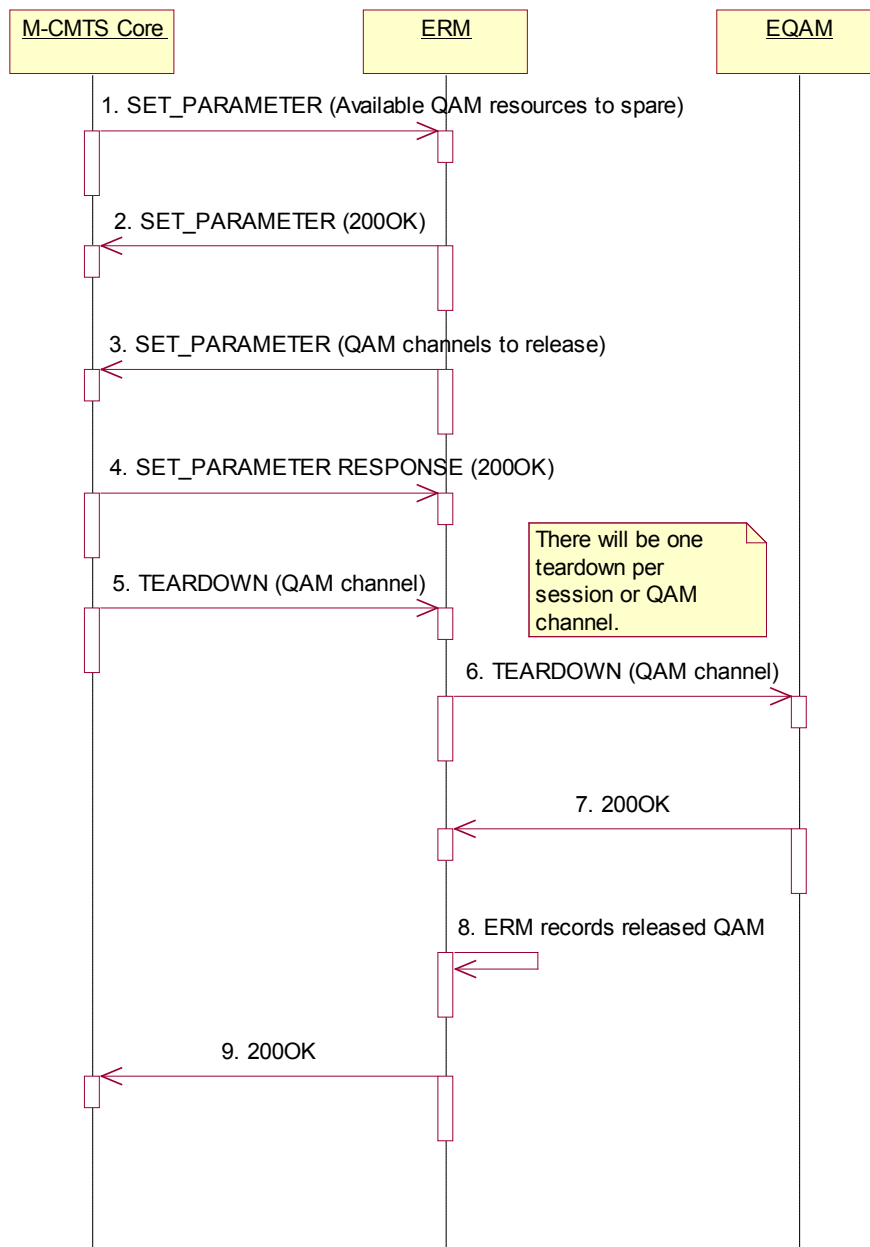 M-CMTS Core
ERM
EQAM
1. SET_PARAMETER (Available QAM resources to spare)
2. SET_PARAMETER (200OK)
3. SET_PARAMETER (QAM channels to release)
4. SET_PARAMETER RESPONSE (200OK)
There will be one
teardown per
session or QAM
channel.
5. TEARDOWN (QAM channel)
6. TEARDOWN (QAM channel)
7. 200OK
8. ERM records released QAM
9. 200OK